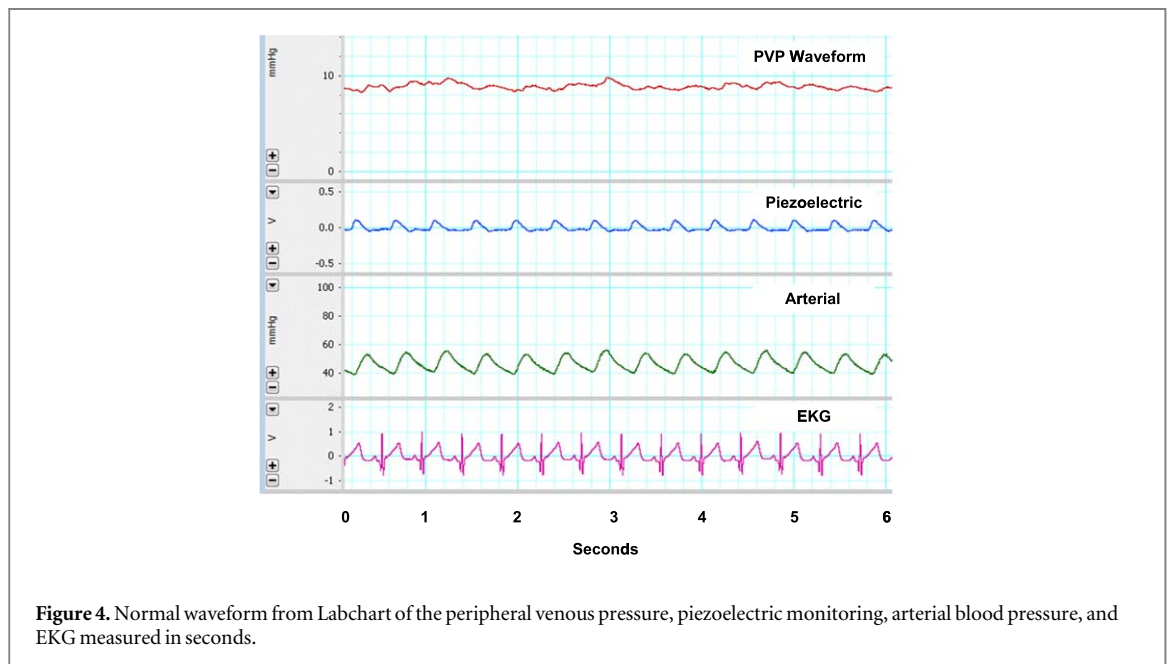 mmHg
PVP Waveform
10
0
V
Piezoelectric
0.5
0.0
-0.5
mmHg
Arterial
100
80
60
40
V
EKG
2
1
0
-1
0 1 2 3 4 5 6
Seconds
Figure 4. Normal waveform from Labchart of the peripheral venous pressure, piezoelectric monitoring, arterial blood pressure, and
EKG measured in seconds.